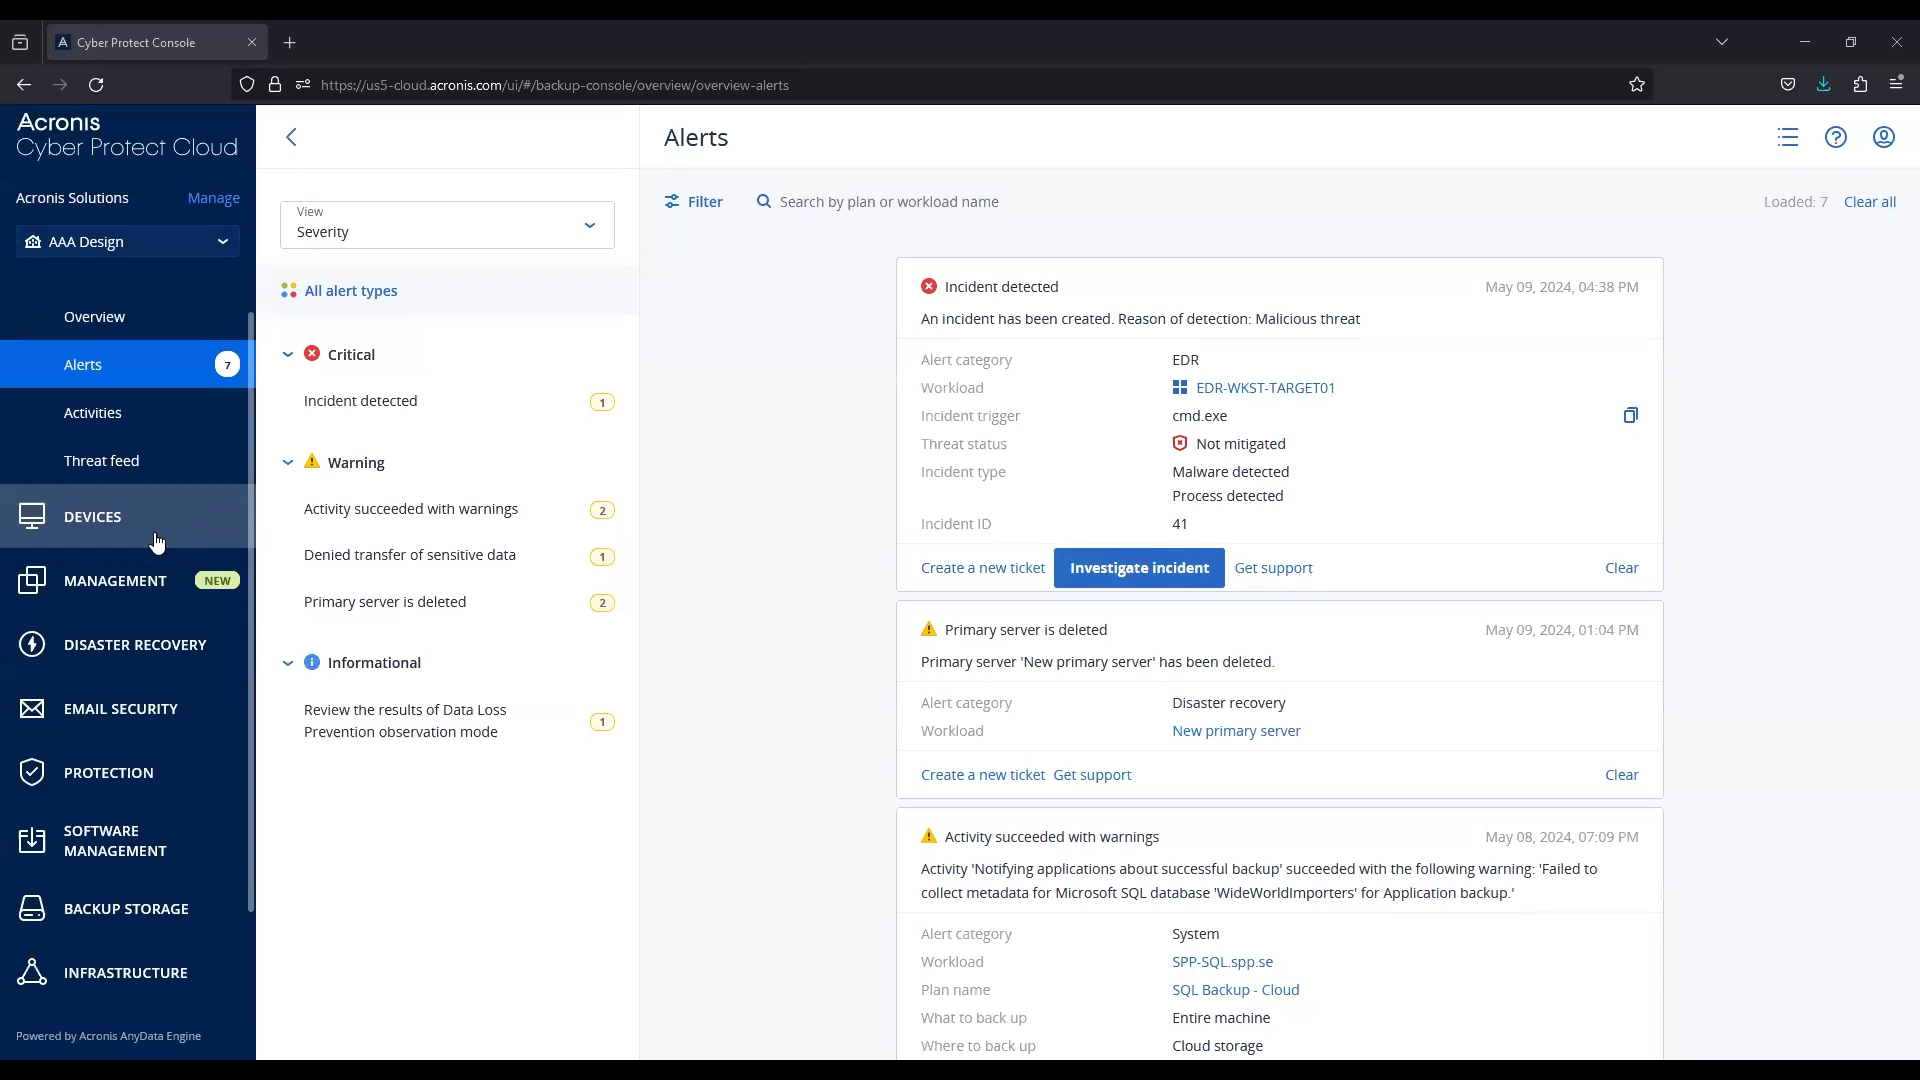 Cyber Protect Console
https://us5-cloud.acronis.com/ui/#/backup-console/overview/overview-alerts
Acronis
Cyber Protect Cloud
Acronis Solutions
Manage
AAA Design
Overview
Alerts
7
Activities
Threat feed
DEVICES
MANAGEMENT
NEW
DISASTER RECOVERY
EMAIL SECURITY
PROTECTION
SOFTWARE
MANAGEMENT
BACKUP STORAGE
INFRASTRUCTURE
Powered by Acronis AnyData Engine
View
Severity
All alert types
Critical
Incident detected
1
Warning
Activity succeeded with warnings
2
Denied transfer of sensitive data
1
Primary server is deleted
2
Informational
Review the results of Data Loss
Prevention observation mode
1
Alerts
Filter
Search by plan or workload name
Loaded: 7
Clear all
Incident detected
May 09, 2024, 04:38 PM
An incident has been created. Reason of detection: Malicious threat
Alert category
EDR
Workload
EDR-WKST-TARGET01
Incident trigger
cmd.exe
Threat status
Not mitigated
Incident type
Malware detected
Process detected
Incident ID
41
Create a new ticket
Investigate incident
Get support
Clear
Primary server is deleted
May 09, 2024, 01:04 PM
Primary server 'New primary server' has been deleted.
Alert category
Disaster recovery
Workload
New primary server
Create a new ticket
Get support
Clear
Activity succeeded with warnings
May 08, 2024, 07:09 PM
Activity 'Notifying applications about successful backup' succeeded with the following warning: 'Failed to
collect metadata for Microsoft SQL database 'WideWorldImporters' for Application backup.'
Alert category
System
Workload
SPP-SQL.spp.se
Plan name
SQL Backup - Cloud
What to back up
Entire machine
Where to back up
Cloud storage